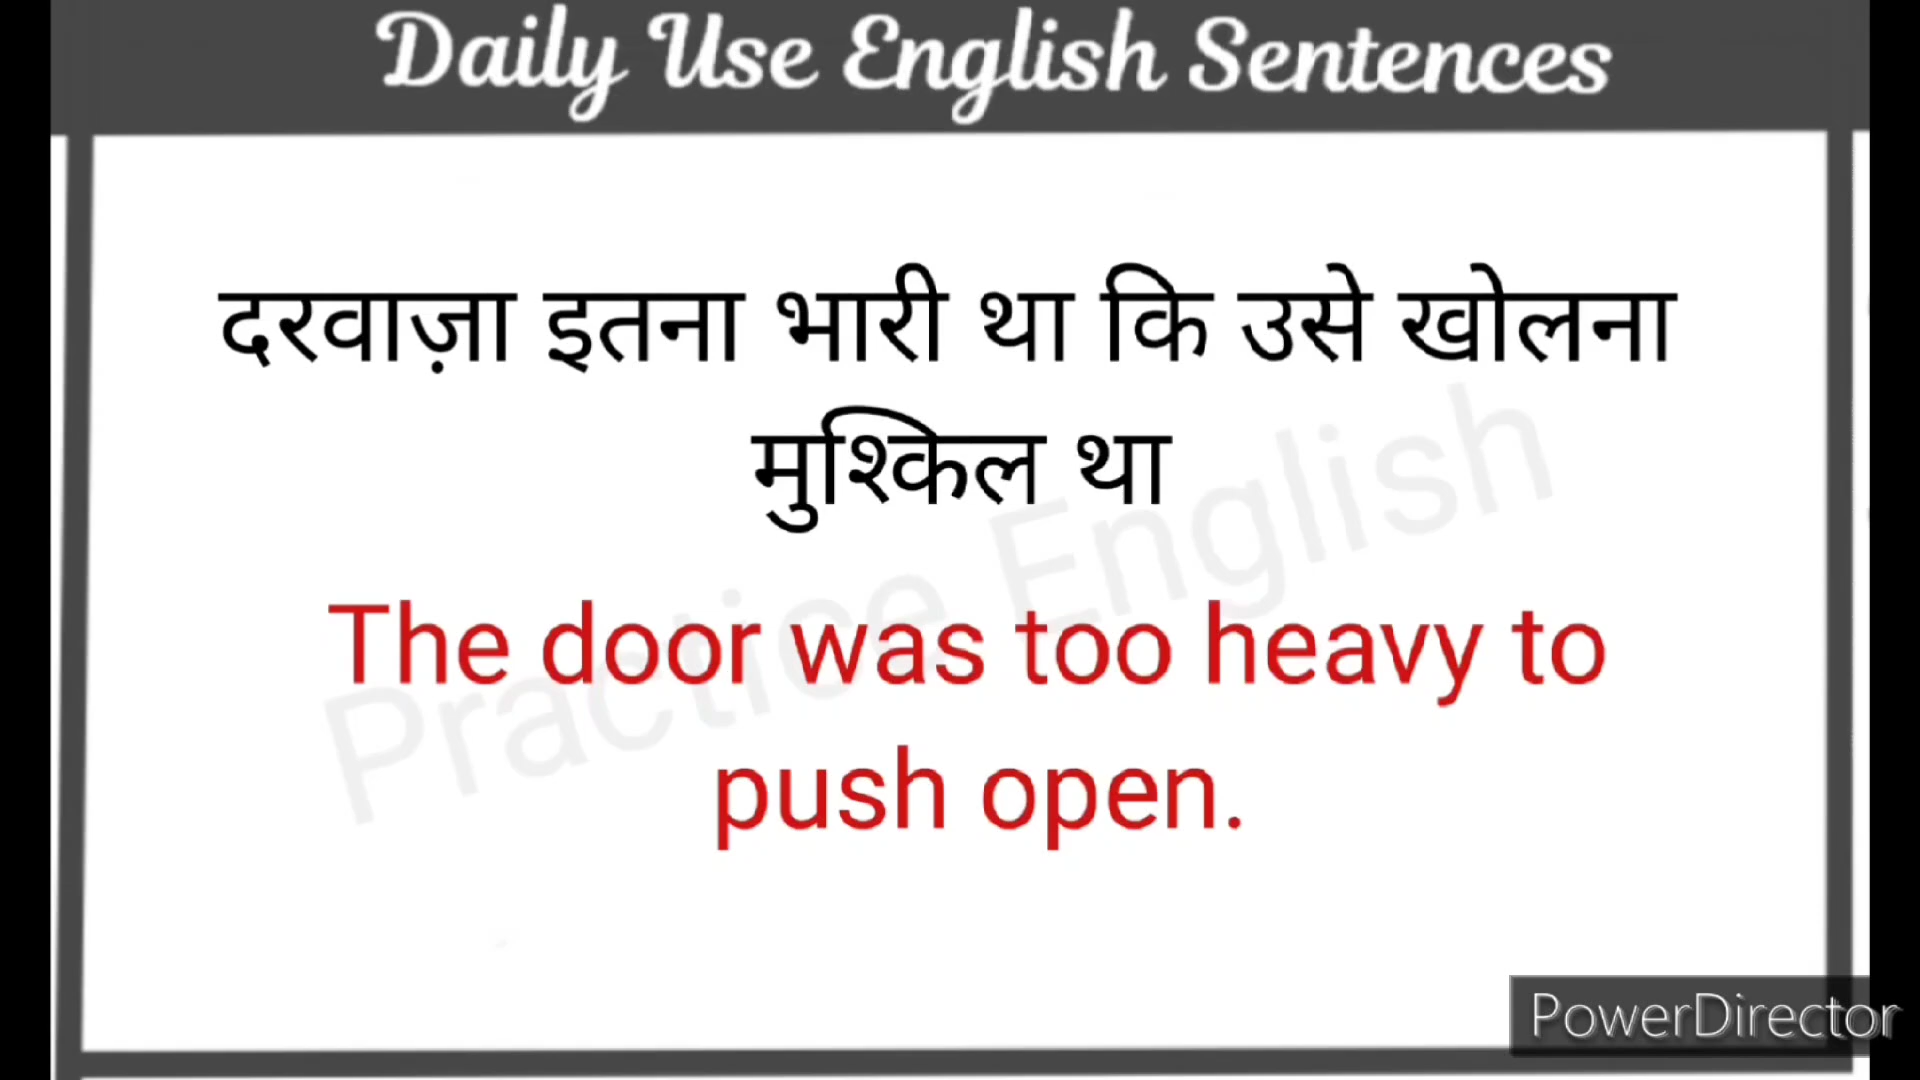 Daily Use English Sentences
दरवाज़ा इतना भारी था कि उसे खोलना
मुश्किल था
The door was too heavy to
push open.
Practice English
PowerDirector